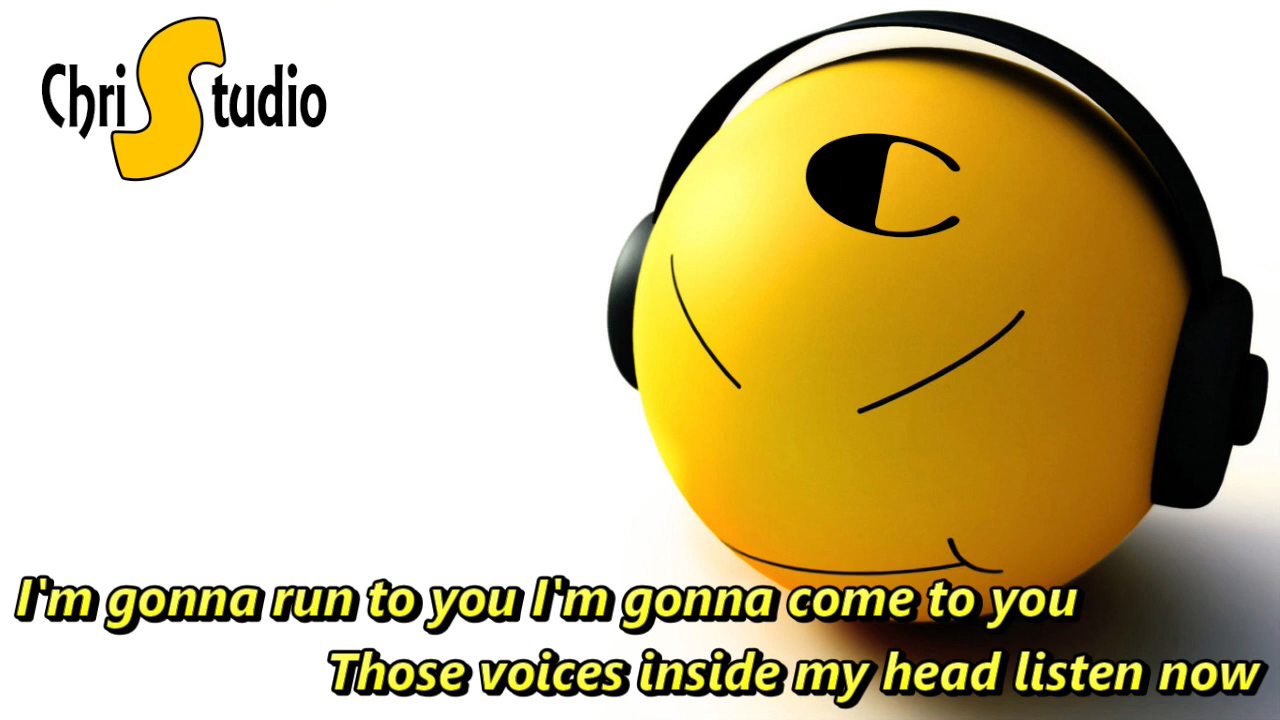 ChriStudio
I'm gonna run to you I'm gonna come to you
Those voices inside my head listen now